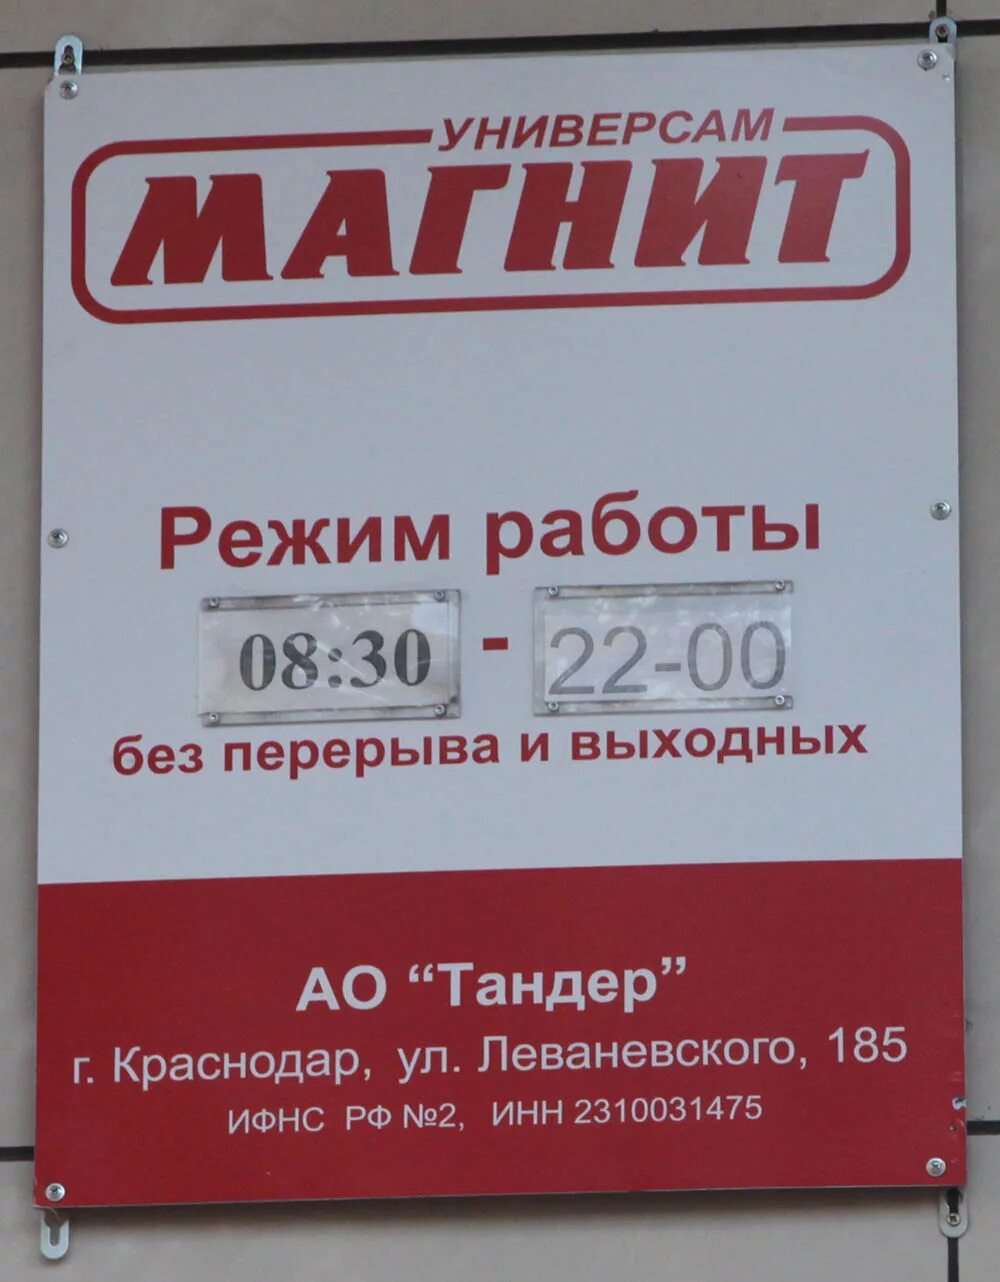 УНИВЕРСАМ
МАГНИТ
Режим работы
08:30 - 22-00
без перерыва и выходных
АО “Тандер”
г. Краснодар, ул. Леваневского, 185
ИФНС РФ №2, ИНН 2310031475